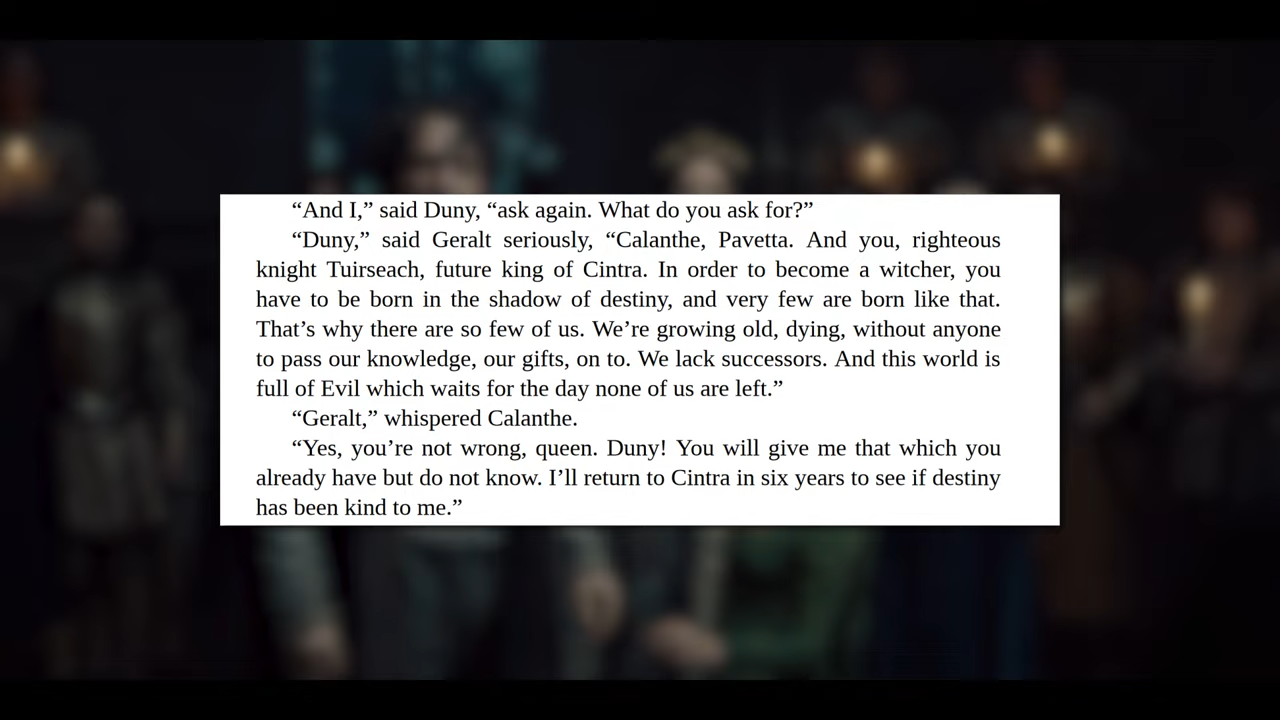 “And I,” said Duny, “ask again. What do you ask for?”
“Duny,” said Geralt seriously, “Calanthe, Pavetta. And you, righteous
knight Tuirseach, future king of Cintra. In order to become a witcher, you
have to be born in the shadow of destiny, and very few are born like that.
That’s why there are so few of us. We’re growing old, dying, without anyone
to pass our knowledge, our gifts, on to. We lack successors. And this world is
full of Evil which waits for the day none of us are left.”
“Geralt,” whispered Calanthe.
“Yes, you’re not wrong, queen. Duny! You will give me that which you
already have but do not know. I’ll return to Cintra in six years to see if destiny
has been kind to me.”